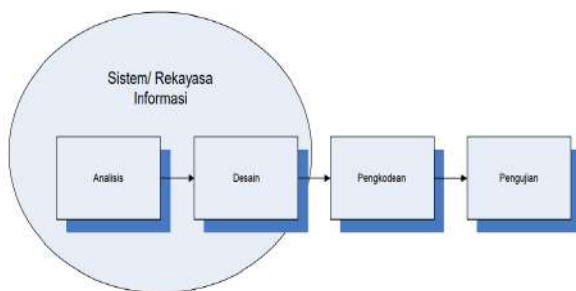 Sistem/ Rekayasa
Informasi
Analisis
Desain
Pengkodean
Pengujian